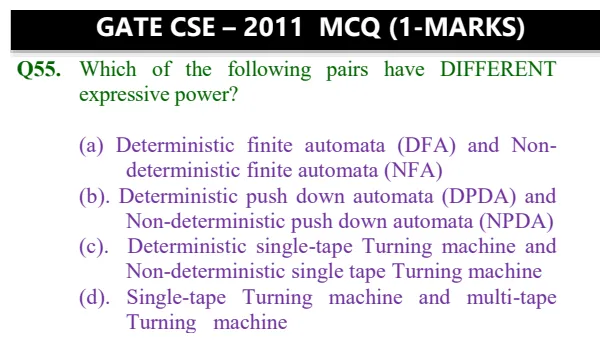 GATE CSE – 2011 MCQ (1-MARKS)
Q55. Which of the following pairs have DIFFERENT
expressive power?
(a) Deterministic finite automata (DFA) and Non-
deterministic finite automata (NFA)
(b). Deterministic push down automata (DPDA) and
Non-deterministic push down automata (NPDA)
(c). Deterministic single-tape Turning machine and
Non-deterministic single tape Turning machine
(d). Single-tape Turning machine and multi-tape
Turning machine